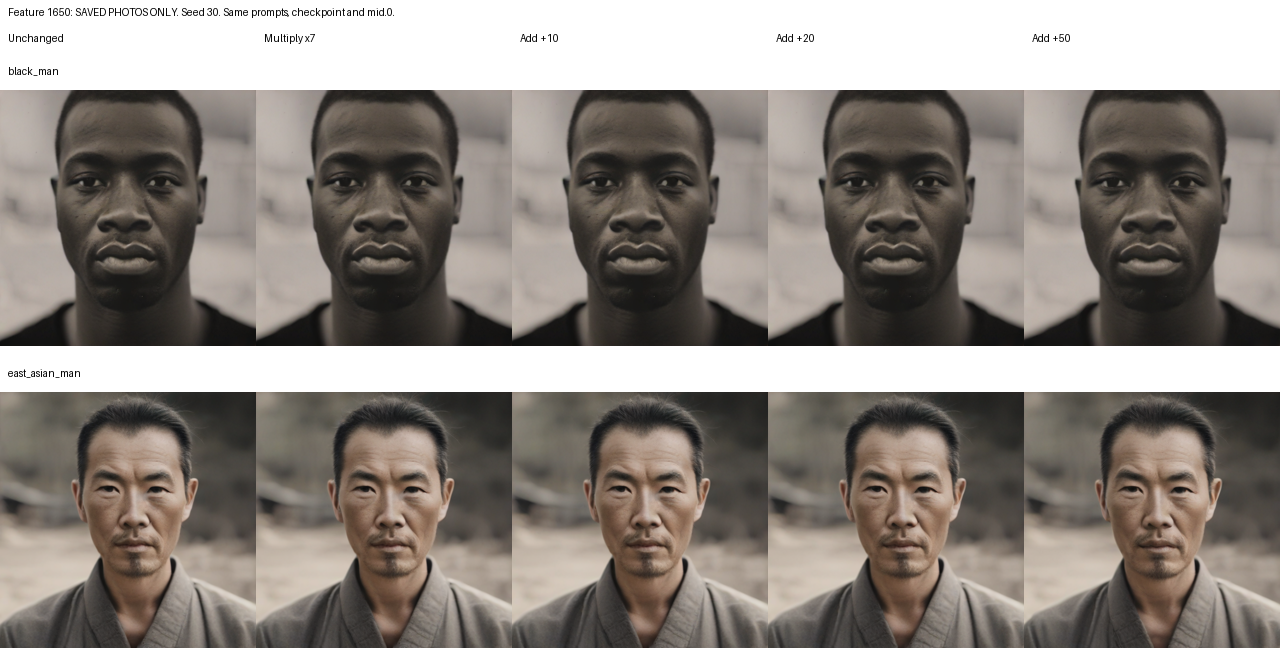 Feature 1650: SAVED PHOTOS ONLY. Seed 30. Same prompts, checkpoint and mid.0.
Unchanged Multiply x7 Add +10 Add +20 Add +50
black_man
east_asian_man